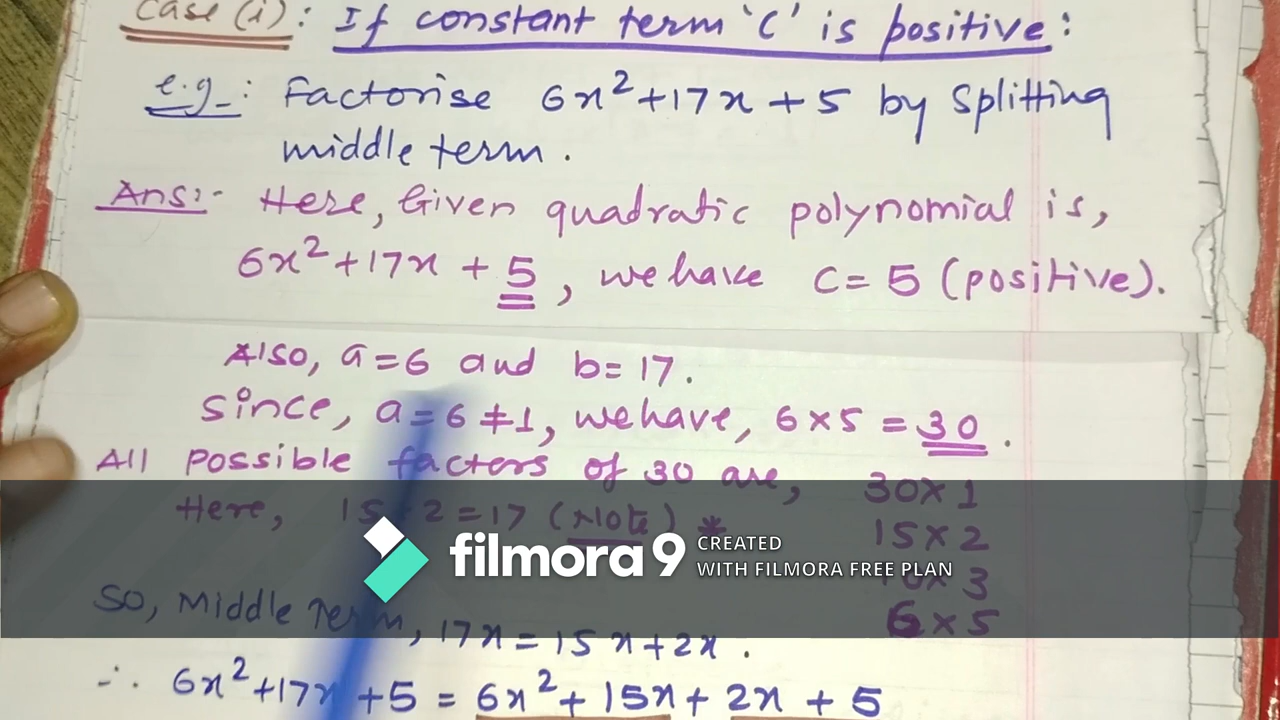 Case (i): If constant term 'C' is positive:
e.g.: Factorise 6x²+17x+5 by splitting
middle term.
Ans:- Here, Given quadratic polynomial is,
6x²+17x+5, we have C=5 (positive).
Also, a=6 and b=17.
since, a=6≠1, we have, 6×5=30.
All possible factors of 30 are, 30×1
Here, 15+2=17 (Note) * 15×2
10×3
6×5
filmora 9 CREATED
WITH FILMORA FREE PLAN
So, Middle Term, 17x=15x+2x.
∴ 6x²+17x+5 = 6x²+15x+2x+5